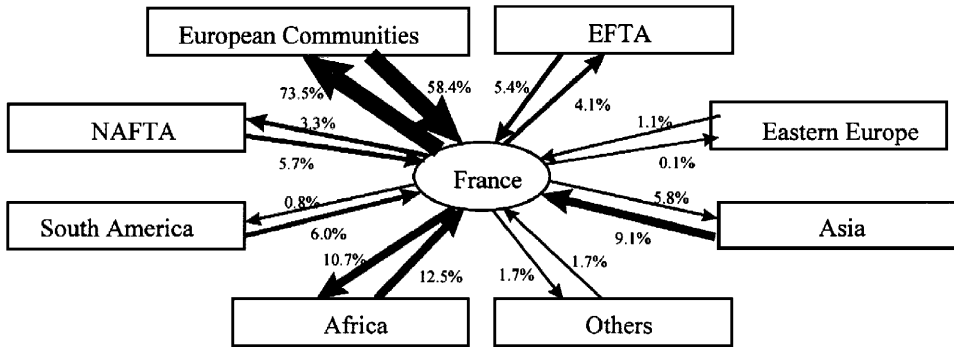 European Communities
EFTA
73.5%
58.4%
5.4%
4.1%
NAFTA
3.3%
5.7%
1.1%
0.1%
Eastern Europe
France
South America
0.8%
6.0%
5.8%
9.1%
Asia
10.7%
12.5%
1.7%
1.7%
Africa
Others